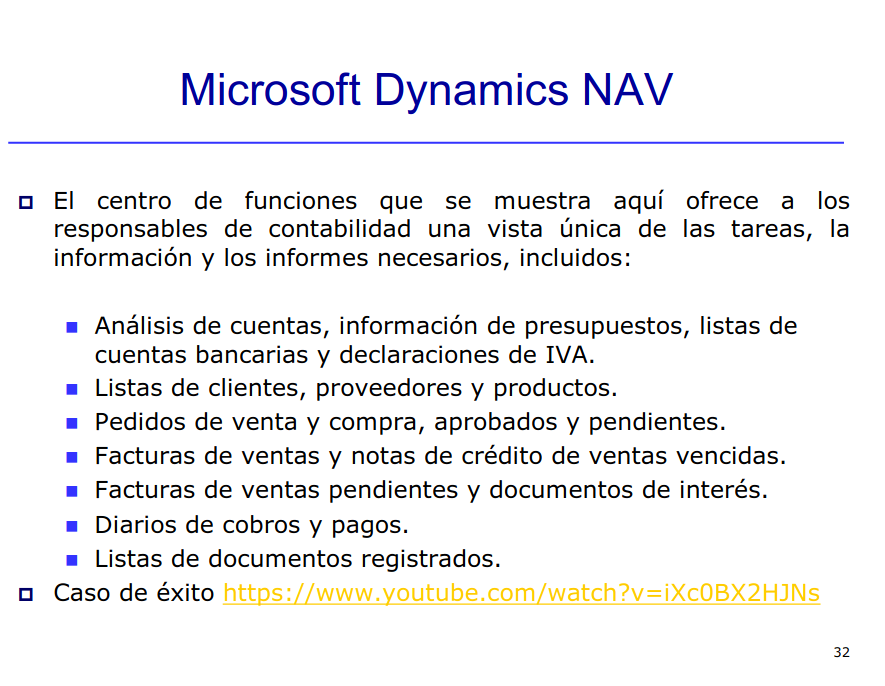 Microsoft Dynamics NAV
El centro de funciones que se muestra aquí ofrece a los
responsables de contabilidad una vista única de las tareas, la
información y los informes necesarios, incluidos:
Análisis de cuentas, información de presupuestos, listas de
cuentas bancarias y declaraciones de IVA.
Listas de clientes, proveedores y productos.
Pedidos de venta y compra, aprobados y pendientes.
Facturas de ventas y notas de crédito de ventas vencidas.
Facturas de ventas pendientes y documentos de interés.
Diarios de cobros y pagos.
Listas de documentos registrados.
Caso de éxito https://www.youtube.com/watch?v=iXc0BX2HJNs
32